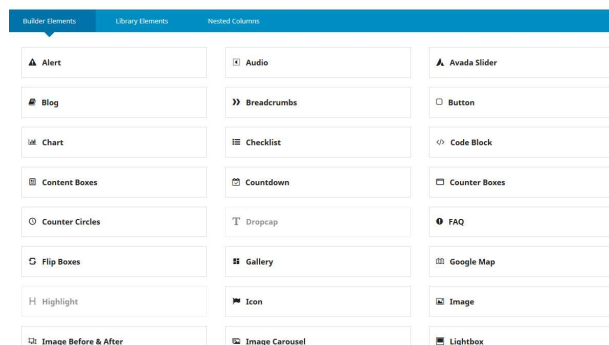 Builder Elements Library Elements Nested Columns
Alert Audio Avada Slider
Blog Breadcrumbs Button
Chart Checklist Code Block
Content Boxes Countdown Counter Boxes
Counter Circles Dropcap FAQ
Flip Boxes Gallery Google Map
Highlight Icon Image
Image Before & After Image Carousel Lightbox